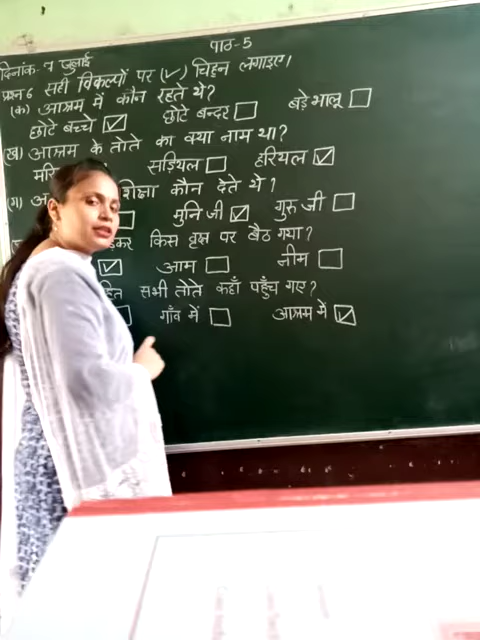 पाठ-5
दिनांक- 7 जुलाई
प्रश्न6 सही विकल्पों पर (✓) चिह्न लगाइए।
(क) आश्रम में कौन रहते थे?
छोटे बच्चे ☑ छोटे बन्दर ☐ बड़े भालू ☐
(ख) आश्रम के तोते का क्या नाम था?
सड़ियल ☐ हरियल ☑
(ग) शिक्षा कौन देते थे?
☐ मुनि जी ☑ गुरु जी ☐
किस वृक्ष पर बैठ गया?
☑ आम ☐ नीम ☐
सभी तोते कहाँ पहुँच गए?
☐ गाँव में ☐ आश्रम में ☑